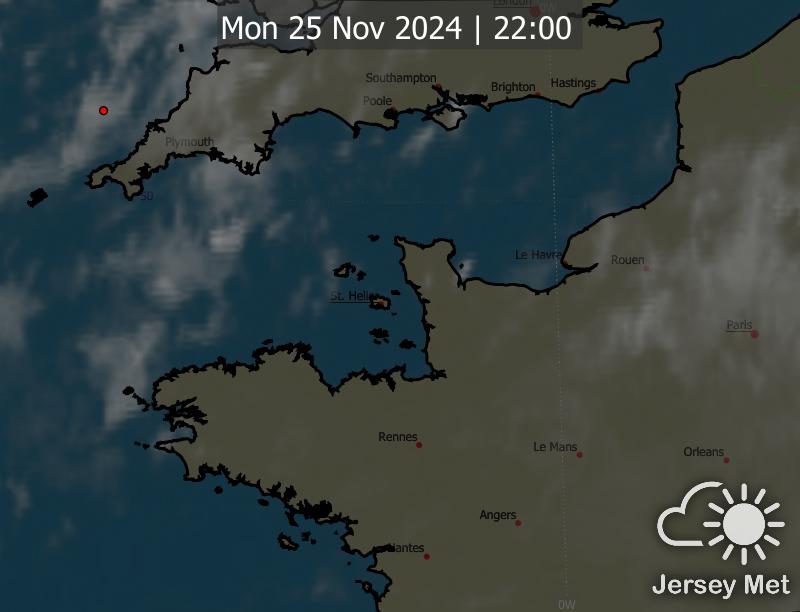 London
0W
Mon 25 Nov 2024 | 22:00
Southampton
Brighton
Hastings
Poole
Plymouth
50
Le Havre
Rouen
St. Helier
Paris
Rennes
Le Mans
Orleans
Angers
Nantes
Jersey Met
0W